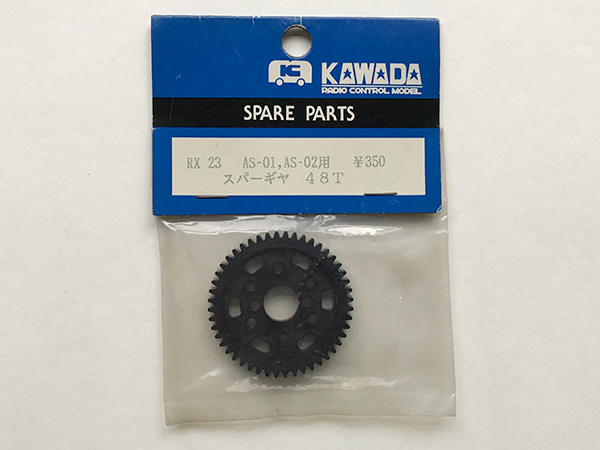 KAWADA
RADIO CONTROL MODEL
SPARE PARTS
RX 23 AS-01,AS-02用 ¥350
スパーギヤ 48T